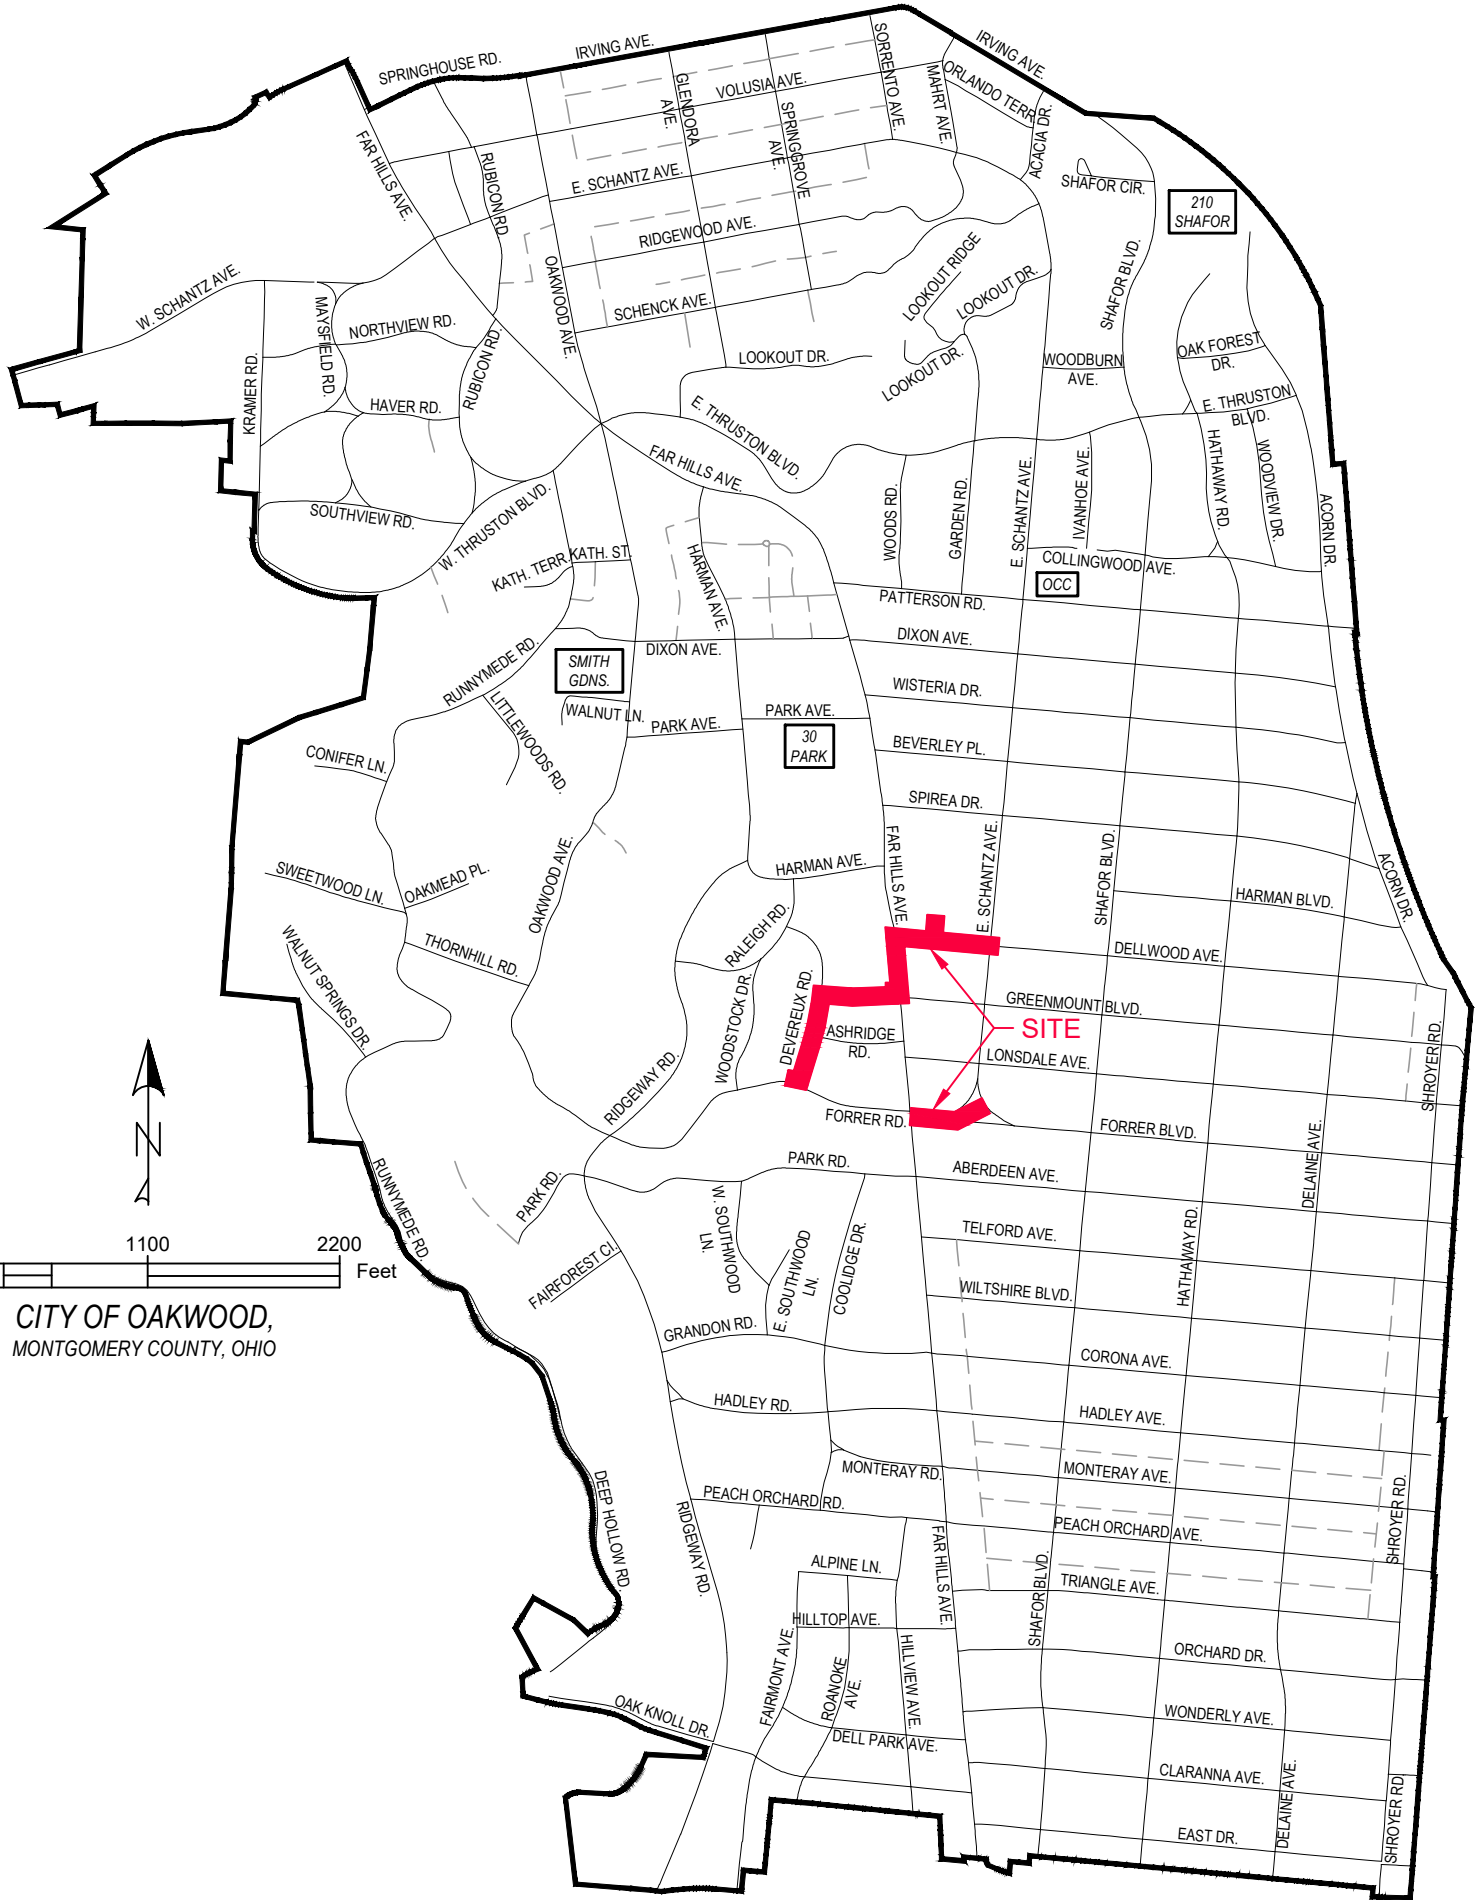 IRVING AVE.
SPRINGHOUSE RD.
IRVING AVE.
SORRENTO AVE.
MAHRT AVE.
ORLANDO TERR.
ACACIA DR.
VOLUSIA AVE.
GLENDORA
AVE.
SPRINGGROVE
AVE.
FAR HILLS AVE.
RUBICON RD
E. SCHANTZ AVE.
SHAFOR CIR.
210
SHAFOR
RIDGEWOOD AVE.
OAKWOOD AVE.
LOOKOUT RIDGE
LOOKOUT DR.
SHAFOR BLVD.
W. SCHANTZ AVE.
MAYSFIELD RD.
NORTHVIEW RD.
SCHENCK AVE.
RUBICON RD.
KRAMER RD.
LOOKOUT DR.
LOOKOUT DR.
WOODBURN
AVE.
OAK FOREST
DR.
HAVER RD.
E. THRUSTON BLVD.
E. THRUSTON
BLVD.
FAR HILLS AVE.
HATHAWAY RD.
WOODVIEW DR.
ACORN DR.
WOODS RD.
GARDEN RD.
E. SCHANTZ AVE.
IVANHOE AVE.
SOUTHVIEW RD.
W. THRUSTON BLVD.
KATH. TERR.
KATH. ST.
HARMAN AVE.
COLLINGWOOD AVE.
OCC
PATTERSON RD.
DIXON AVE.
DIXON AVE.
RUNNYMEDE RD.
SMITH
GDNS.
LITTLEWOODS RD.
WALNUT LN.
PARK AVE.
PARK AVE.
30
PARK
WISTERIA DR.
BEVERLEY PL.
CONIFER LN.
SPIREA DR.
OAKWOOD AVE.
FAR HILLS AVE.
E. SCHANTZ AVE.
SHAFOR BLVD.
HARMAN AVE.
ACORN DR.
SWEETWOOD LN.
OAKMEAD PL.
HARMAN BLVD.
RALEIGH RD.
WALNUT SPRINGS DR.
THORNHILL RD.
DELLWOOD AVE.
WOODSTOCK DR.
DEVEREUX RD.
GREENMOUNT BLVD.
SITE
ASHRIDGE
RD.
LONSDALE AVE.
SHROYER RD.
RIDGEWAY RD.
FORRER RD.
FORRER BLVD.
DELAINE AVE.
N
PARK RD.
ABERDEEN AVE.
RUNNYMEDE RD.
PARK RD.
W. SOUTHWOOD
LN.
E. SOUTHWOOD
LN.
COOLIDGE DR.
TELFORD AVE.
HATHAWAY RD.
1100
2200
Feet
FAIRFOREST CI.
WILTSHIRE BLVD.
CITY OF OAKWOOD,
MONTGOMERY COUNTY, OHIO
GRANDON RD.
CORONA AVE.
HADLEY RD.
HADLEY AVE.
MONTERAY RD.
MONTERAY AVE.
DEEP HOLLOW RD.
RIDGEWAY RD.
PEACH ORCHARD RD.
PEACH ORCHARD AVE.
SHROYER RD.
FAR HILLS AVE.
SHAFOR BLVD.
ALPINE LN.
TRIANGLE AVE.
HILLTOP AVE.
FAIRMONT AVE.
ROANOKE
AVE.
HILLVIEW AVE.
ORCHARD DR.
OAK KNOLL DR.
WONDERLY AVE.
DELL PARK AVE.
CLARANNA AVE.
DELAINE AVE.
SHROYER RD.
EAST DR.